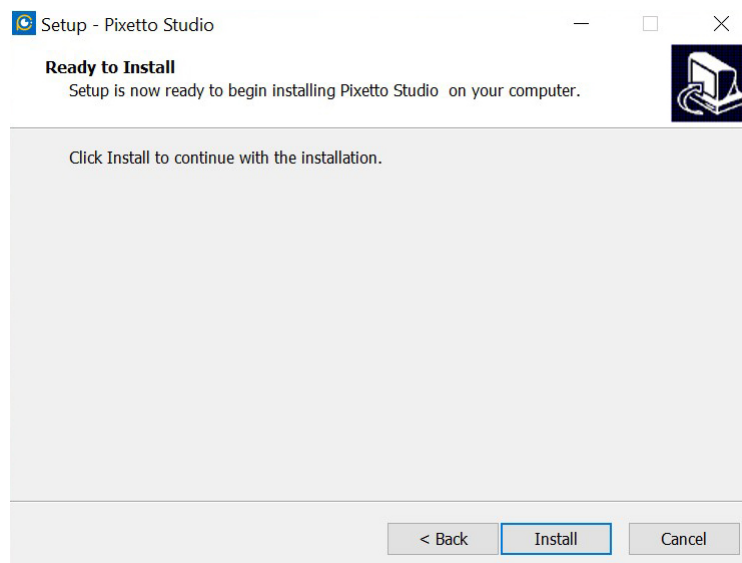 Setup - Pixetto Studio
Ready to Install
Setup is now ready to begin installing Pixetto Studio on your computer.
Click Install to continue with the installation.
< Back
Install
Cancel